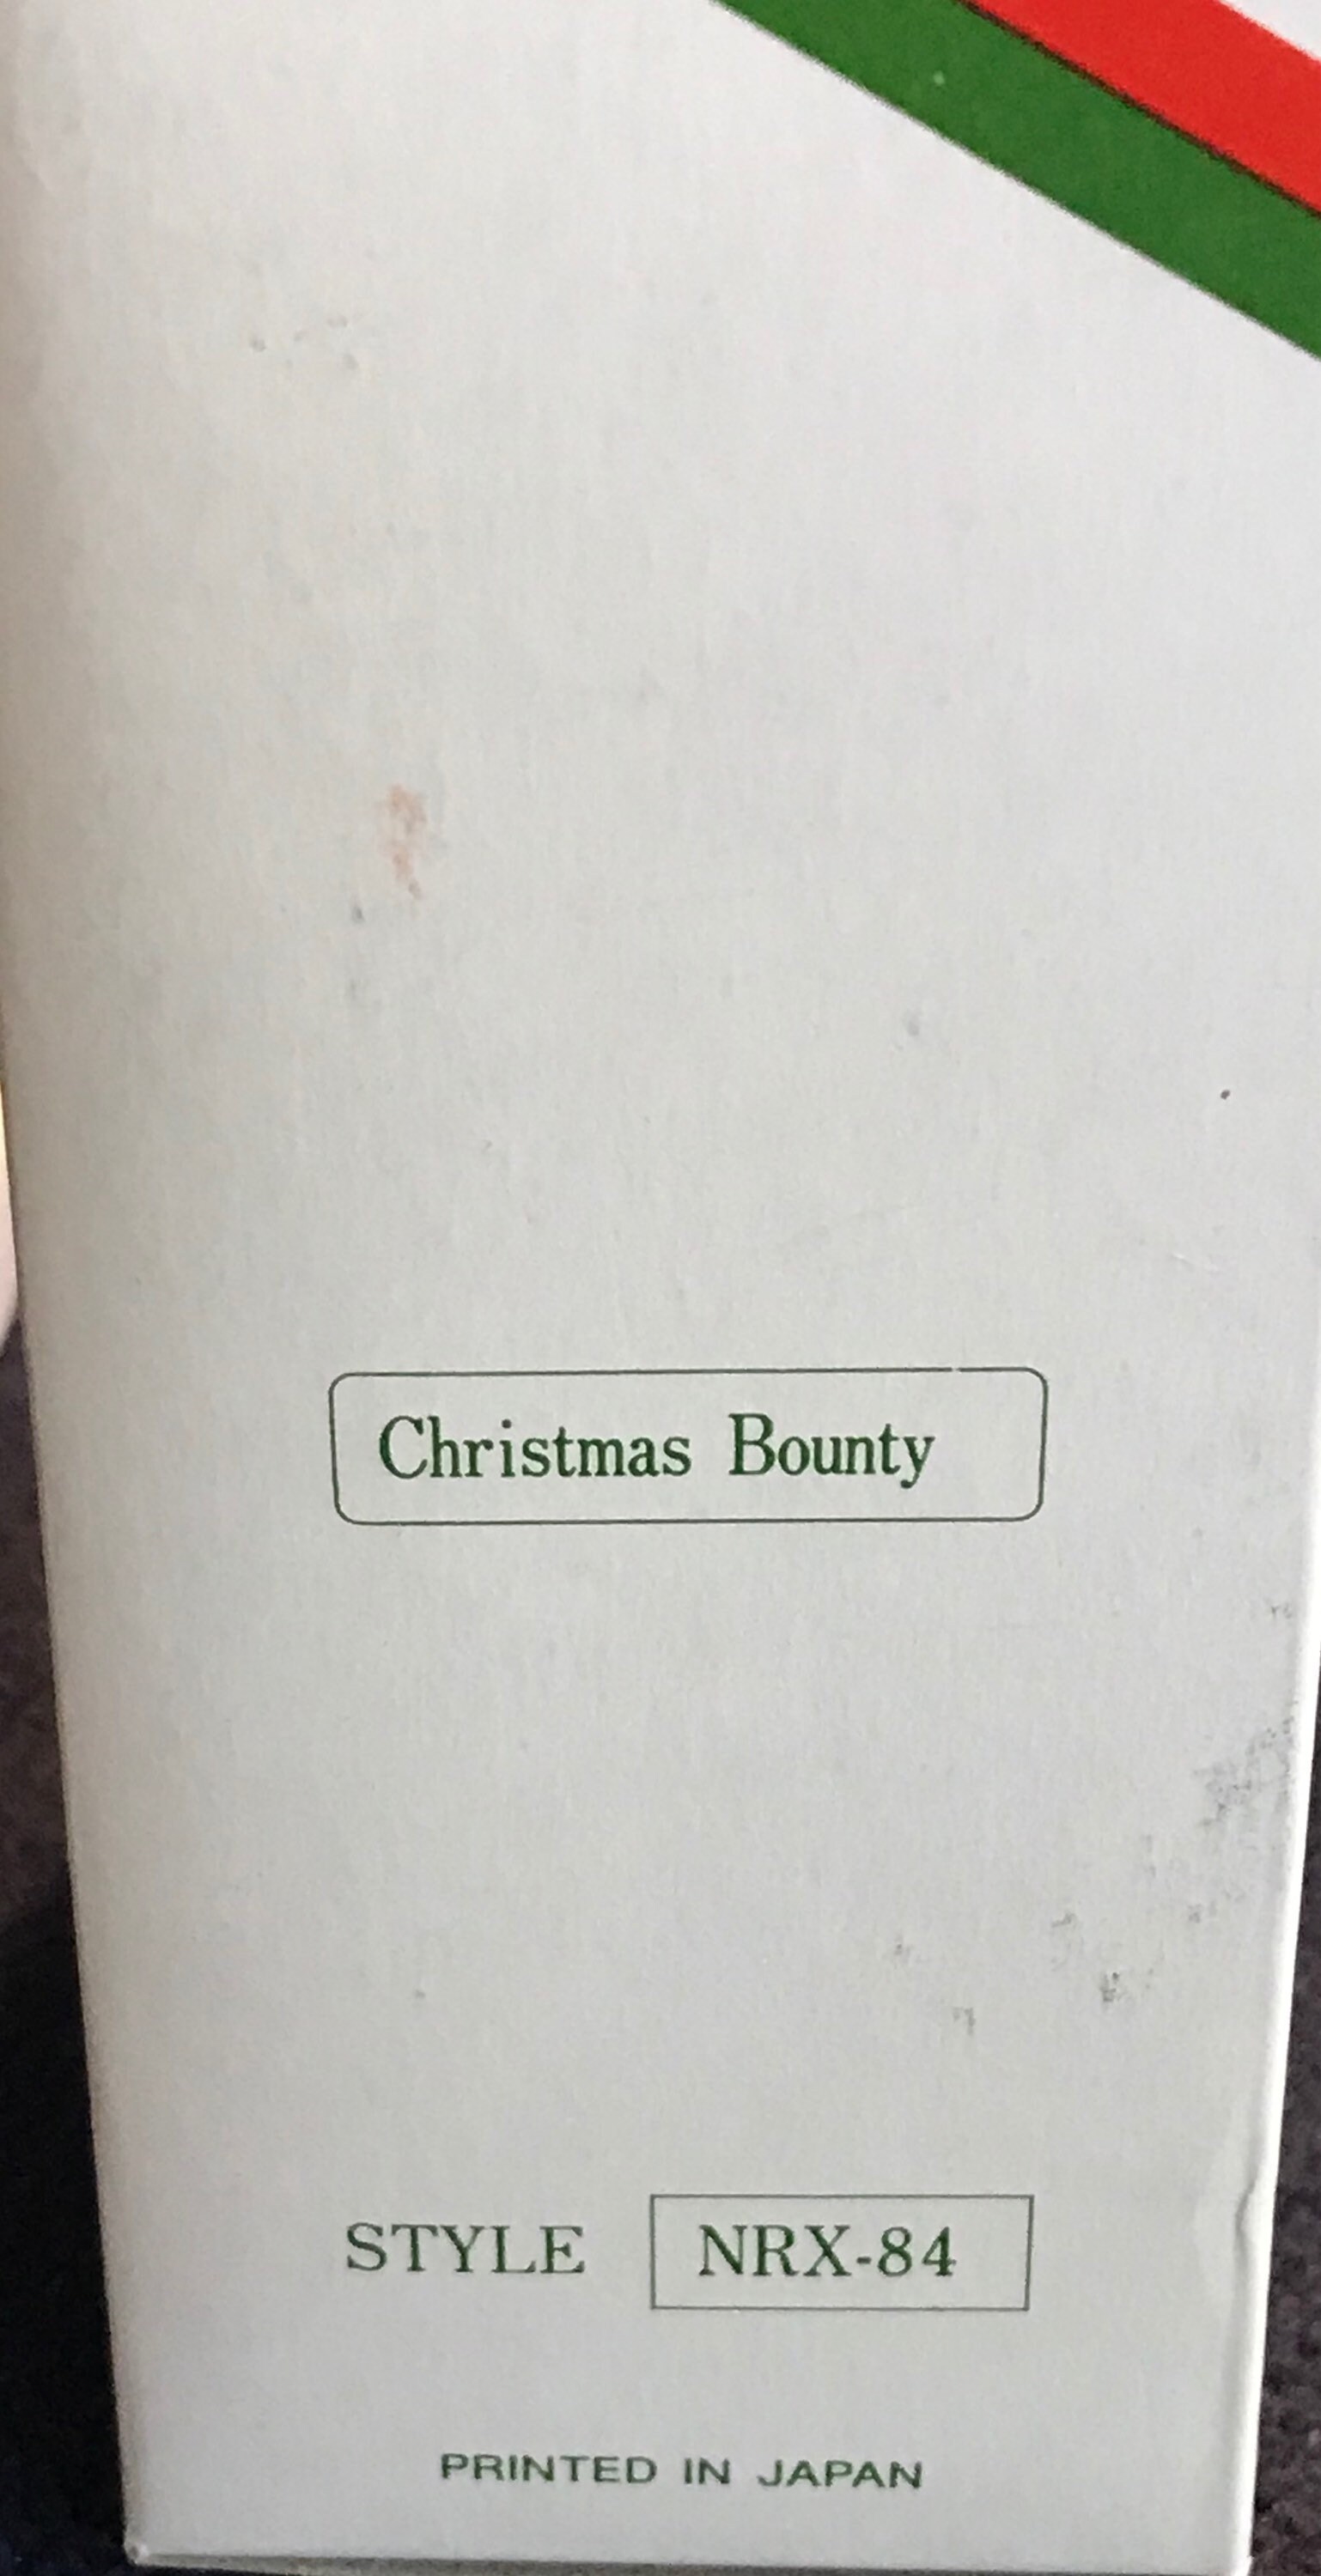 Christmas Bounty
STYLE NRX-84
PRINTED IN JAPAN